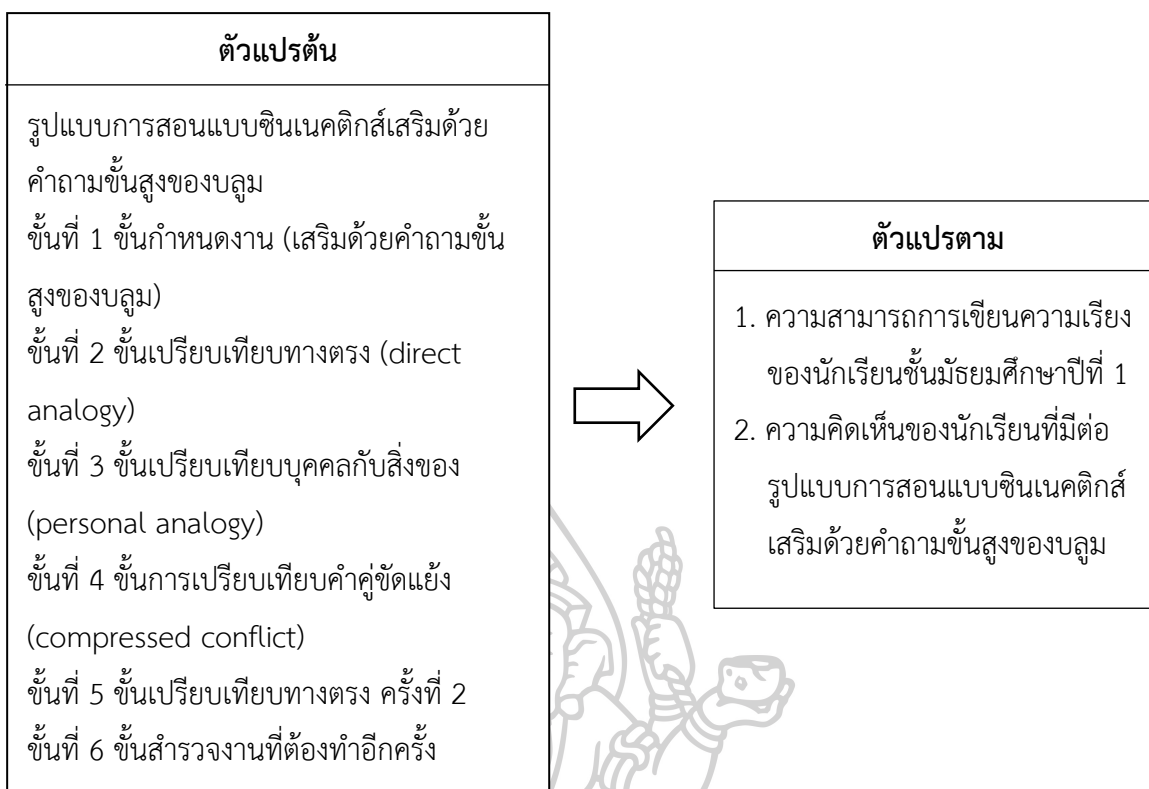 ตัวแปรต้น
รูปแบบการสอนแบบซินเนคติกส์เสริมด้วย
คำถามขั้นสูงของบลูม
ขั้นที่ 1 ขั้นกำหนดงาน (เสริมด้วยคำถามขั้น
สูงของบลูม)
ขั้นที่ 2 ขั้นเปรียบเทียบทางตรง (direct
analogy)
ขั้นที่ 3 ขั้นเปรียบเทียบบุคคลกับสิ่งของ
(personal analogy)
ขั้นที่ 4 ขั้นการเปรียบเทียบคำคู่ขัดแย้ง
(compressed conflict)
ขั้นที่ 5 ขั้นเปรียบเทียบทางตรง ครั้งที่ 2
ขั้นที่ 6 ขั้นสำรวจงานที่ต้องทำอีกครั้ง
ตัวแปรตาม
1. ความสามารถการเขียนความเรียง
ของนักเรียนชั้นมัธยมศึกษาปีที่ 1
2. ความคิดเห็นของนักเรียนที่มีต่อ
รูปแบบการสอนแบบซินเนคติกส์
เสริมด้วยคำถามขั้นสูงของบลูม